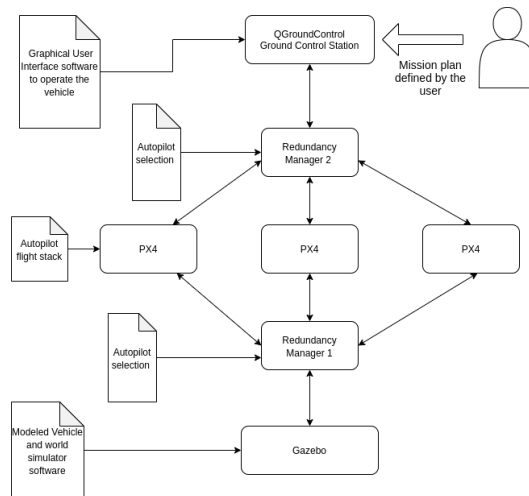 Graphical User
Interface software
to operate the
vehicle
QGroundControl
Ground Control Station
Mission plan
defined by the
user
Autopilot
selection
Redundancy
Manager 2
Autopilot
flight stack
PX4
PX4
PX4
Autopilot
selection
Redundancy
Manager 1
Modeled Vehicle
and world
simulator
software
Gazebo